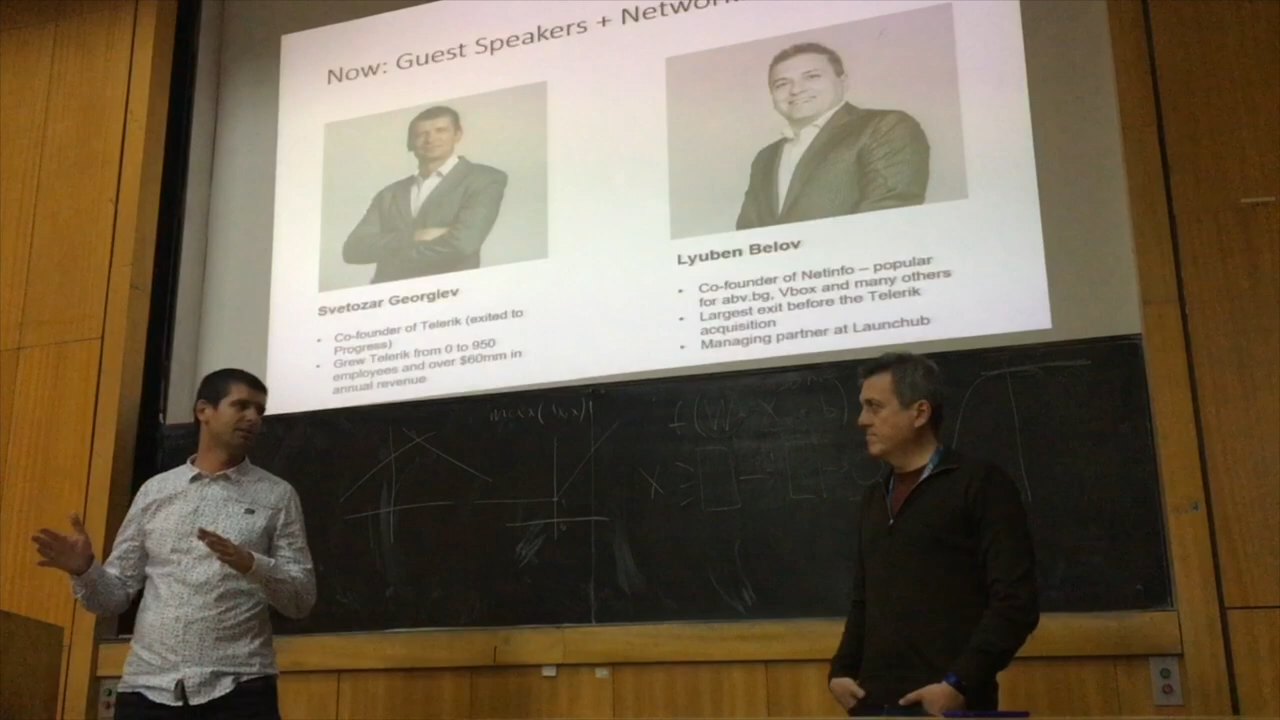 Now: Guest Speakers + Network
Svetozar Georgiev
• Co-founder of Telerik (exited to
Progress)
• Grew Telerik from 0 to 950
employees and over $60mm in
annual revenue
Lyuben Belov
• Co-founder of Netinfo – popular
for abv.bg, Vbox and many others
• Largest exit before the Telerik
acquisition
• Managing partner at Launchub
max(
f(W
X